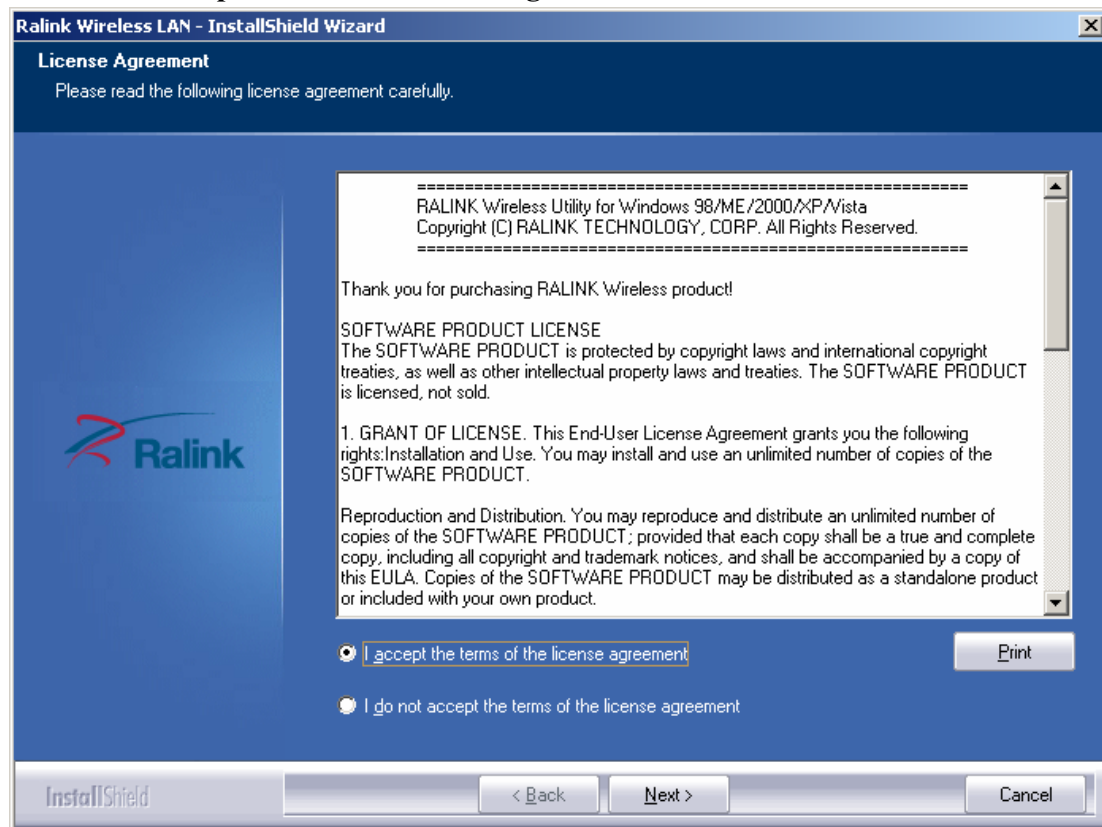 Ralink Wireless LAN - InstallShield Wizard
License Agreement
Please read the following license agreement carefully.
==========================================================
RALINK Wireless Utility for Windows 98/ME/2000/XP/Vista
Copyright (C) RALINK TECHNOLOGY, CORP. All Rights Reserved.
==========================================================
Thank you for purchasing RALINK Wireless product!
SOFTWARE PRODUCT LICENSE
The SOFTWARE PRODUCT is protected by copyright laws and international copyright
treaties, as well as other intellectual property laws and treaties. The SOFTWARE PRODUCT
is licensed, not sold.
1. GRANT OF LICENSE. This End-User License Agreement grants you the following
rights:Installation and Use. You may install and use an unlimited number of copies of the
SOFTWARE PRODUCT.
Reproduction and Distribution. You may reproduce and distribute an unlimited number of
copies of the SOFTWARE PRODUCT; provided that each copy shall be a true and complete
copy, including all copyright and trademark notices, and shall be accompanied by a copy of
this EULA. Copies of the SOFTWARE PRODUCT may be distributed as a standalone product
or included with your own product.
Ralink
I accept the terms of the license agreement
Print
I do not accept the terms of the license agreement
InstallShield
< Back
Next >
Cancel